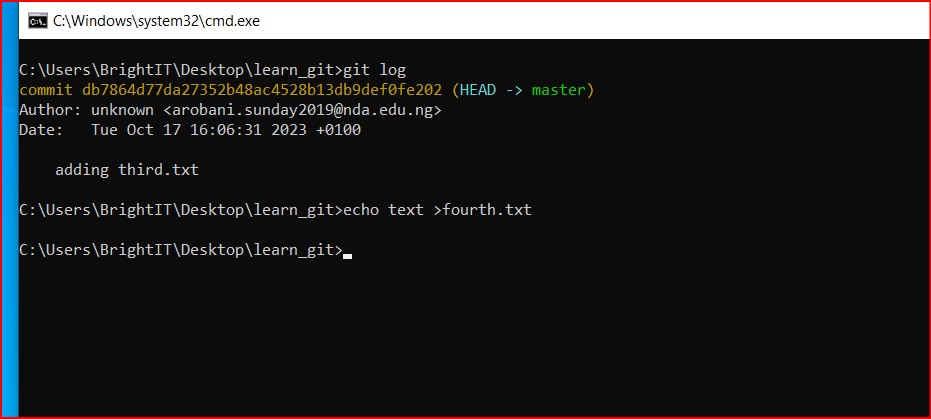 C:\Windows\system32\cmd.exe
C:\Users\BrightIT\Desktop\learn_git>git log
commit db7864d77da27352b48ac4528b13db9def0fe202 (HEAD -> master)
Author: unknown <arobani.sunday2019@nda.edu.ng>
Date:   Tue Oct 17 16:06:31 2023 +0100
    adding third.txt
C:\Users\BrightIT\Desktop\learn_git>echo text >fourth.txt
C:\Users\BrightIT\Desktop\learn_git>